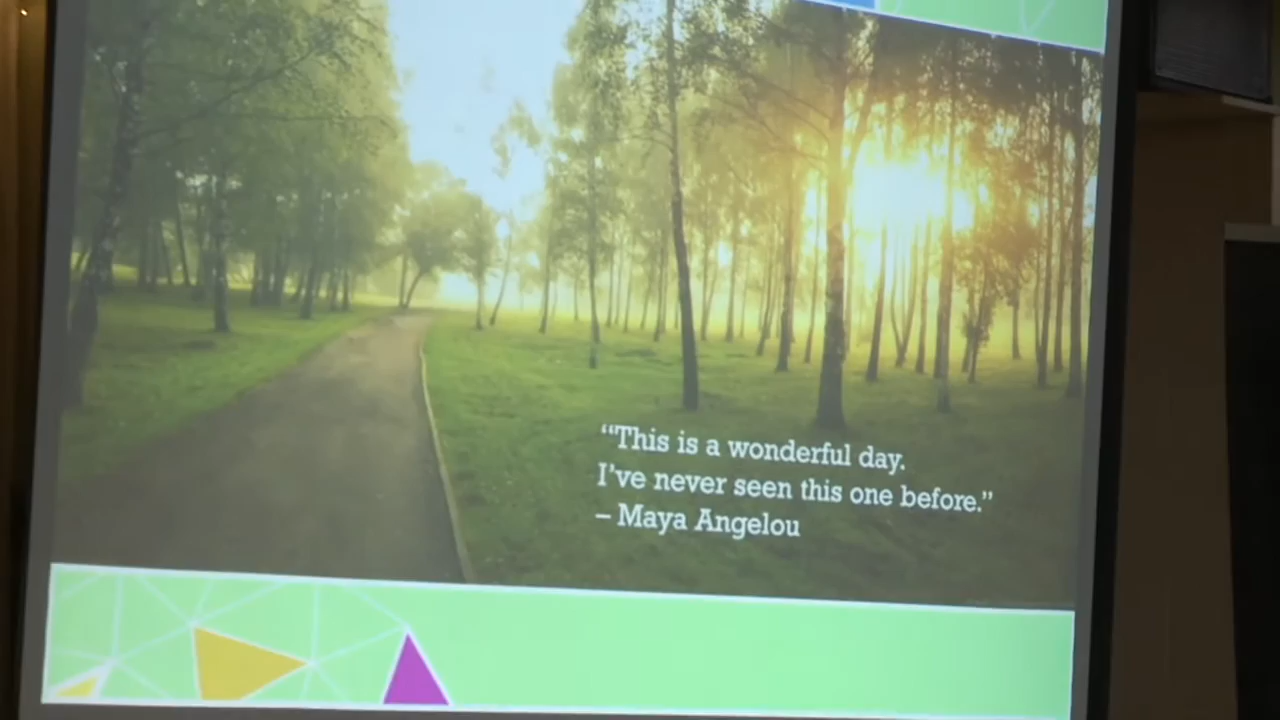 “This is a wonderful day.
I’ve never seen this one before.”
– Maya Angelou